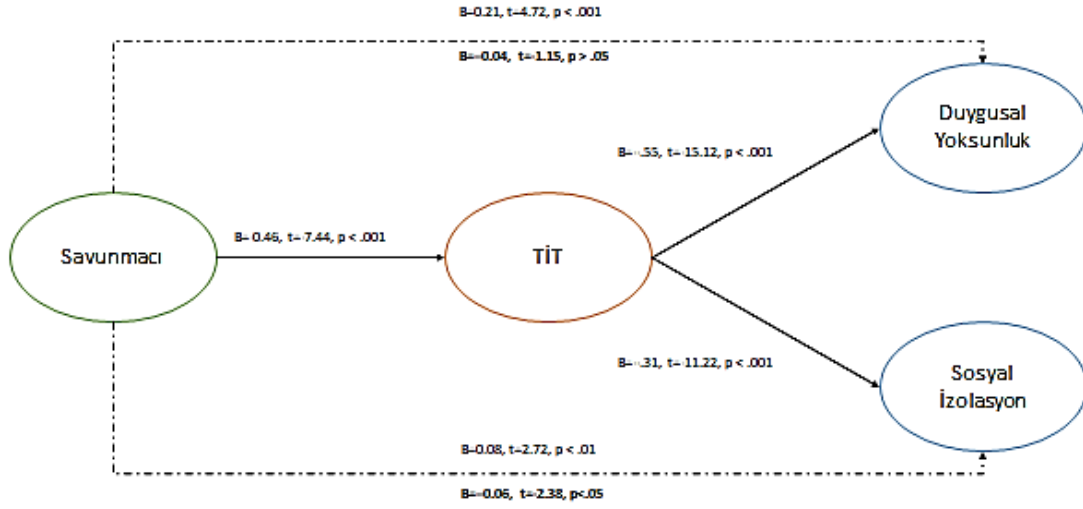 B=0.21, t=4.72, p < .001
B=-0.04, t=-1.15, p > .05
Duygusal
Yoksunluk
B=-.55, t=-15.12, p < .001
Savunmacı
B=-0.46, t=-7.44, p < .001
TİT
B=-.31, t=-11.22, p < .001
Sosyal
İzolasyon
B=0.08, t=2.72, p < .01
B=-0.06, t=-2.38, p<.05